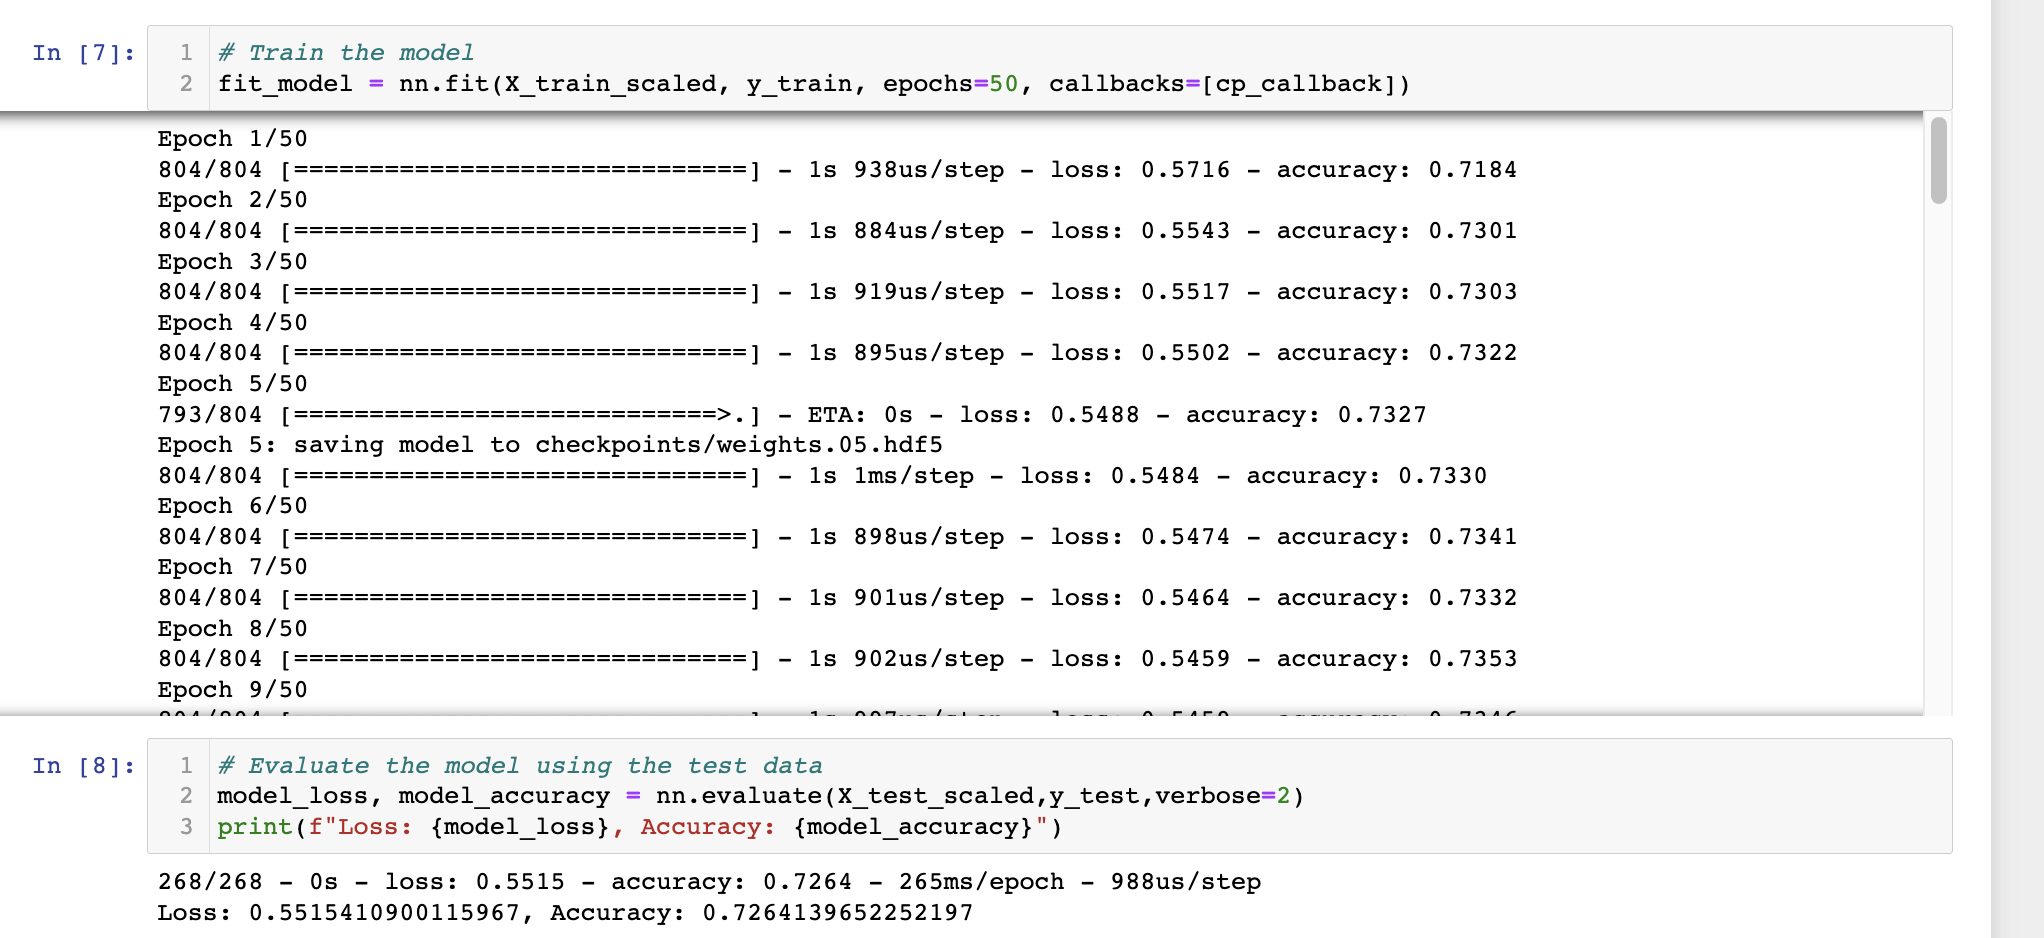 In [7]:
1 # Train the model
2 fit_model = nn.fit(X_train_scaled, y_train, epochs=50, callbacks=[cp_callback])
Epoch 1/50
804/804 [==============================] - 1s 938us/step - loss: 0.5716 - accuracy: 0.7184
Epoch 2/50
804/804 [==============================] - 1s 884us/step - loss: 0.5543 - accuracy: 0.7301
Epoch 3/50
804/804 [==============================] - 1s 919us/step - loss: 0.5517 - accuracy: 0.7303
Epoch 4/50
804/804 [==============================] - 1s 895us/step - loss: 0.5502 - accuracy: 0.7322
Epoch 5/50
793/804 [============================>.] - ETA: 0s - loss: 0.5488 - accuracy: 0.7327
Epoch 5: saving model to checkpoints/weights.05.hdf5
804/804 [==============================] - 1s 1ms/step - loss: 0.5484 - accuracy: 0.7330
Epoch 6/50
804/804 [==============================] - 1s 898us/step - loss: 0.5474 - accuracy: 0.7341
Epoch 7/50
804/804 [==============================] - 1s 901us/step - loss: 0.5464 - accuracy: 0.7332
Epoch 8/50
804/804 [==============================] - 1s 902us/step - loss: 0.5459 - accuracy: 0.7353
Epoch 9/50
In [8]:
1 # Evaluate the model using the test data
2 model_loss, model_accuracy = nn.evaluate(X_test_scaled,y_test,verbose=2)
3 print(f"Loss: {model_loss}, Accuracy: {model_accuracy}")
268/268 - 0s - loss: 0.5515 - accuracy: 0.7264 - 265ms/epoch - 988us/step
Loss: 0.5515410900115967, Accuracy: 0.7264139652252197